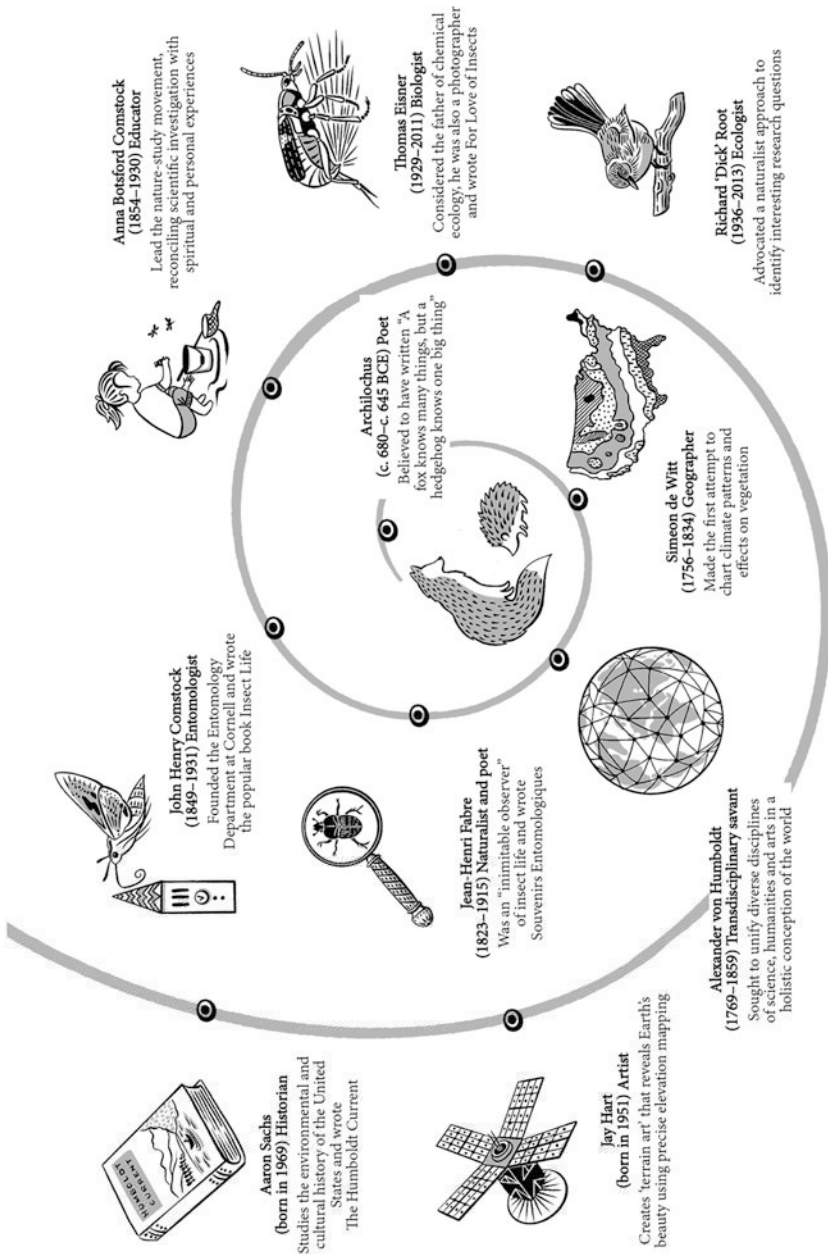 Archilochus
(c. 680–c. 645 BCE) Poet
Believed to have written “A
fox knows many things, but a
hedgehog knows one big thing”
Simeon de Witt
(1756–1834) Geographer
Made the first attempt to
chart climate patterns and
effects on vegetation
Alexander von Humboldt
(1769–1859) Transdisciplinary savant
Sought to unify diverse disciplines
of science, humanities and arts in a
holistic conception of the world
Jean-Henri Fabre
(1823–1915) Naturalist and poet
Was an “inimitable observer”
of insect life and wrote
Souvenirs Entomologiques
John Henry Comstock
(1849–1931) Entomologist
Founded the Entomology
Department at Cornell and wrote
the popular book Insect Life
Anna Botsford Comstock
(1854–1930) Educator
Lead the nature-study movement,
reconciling scientific investigation with
spiritual and personal experiences
Thomas Eisner
(1929–2011) Biologist
Considered the father of chemical
ecology, he was also a photographer
and wrote For Love of Insects
Richard 'Dick' Root
(1936–2013) Ecologist
Advocated a naturalist approach to
identify interesting research questions
Jay Hart
(born in 1951) Artist
Creates 'terrain art' that reveals Earth's
beauty using precise elevation mapping
HUMBOLDT
CURRENT
Aaron Sachs
(born in 1969) Historian
Studies the environmental and
cultural history of the United
States and wrote
The Humboldt Current